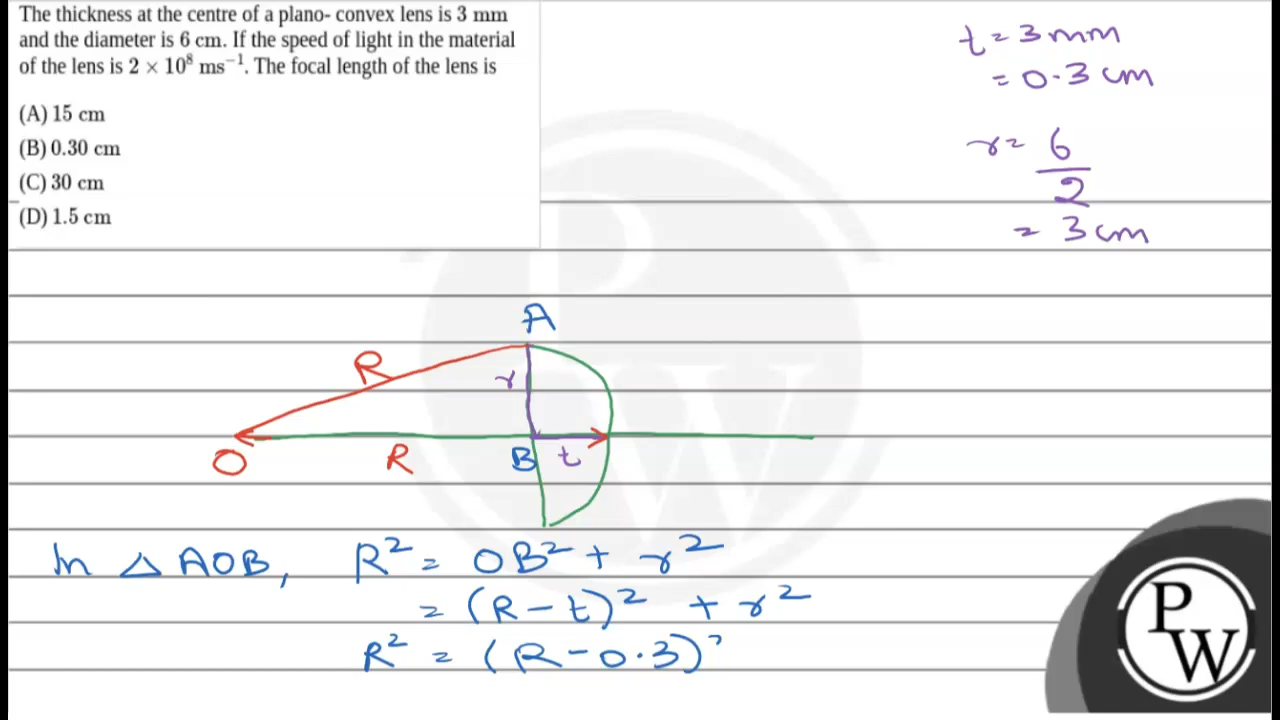 The thickness at the centre of a plano- convex lens is 3 mm
and the diameter is 6 cm. If the speed of light in the material
of the lens is 2 × 10⁸ ms⁻¹. The focal length of the lens is
(A) 15 cm
(B) 0.30 cm
(C) 30 cm
(D) 1.5 cm
t = 3 mm
= 0.3 cm
r = 6
2
= 3 cm
A
R
r
O
R
B
t
In △ AOB, R² = OB² + r²
= (R - t)² + r²
R² = (R - 0.3)²
P
W
PW